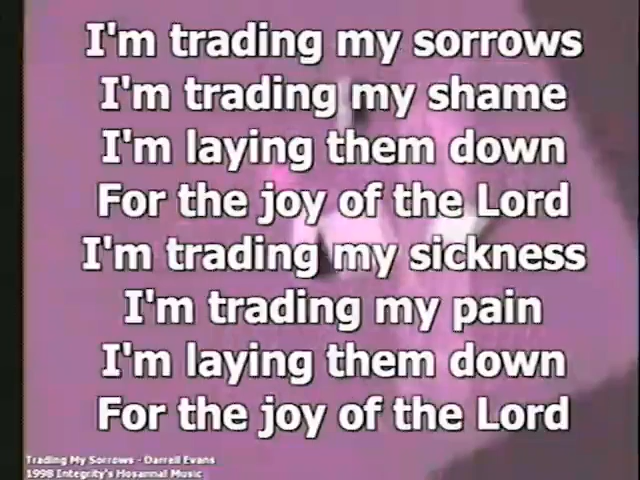 I'm trading my sorrows
I'm trading my shame
I'm laying them down
For the joy of the Lord
I'm trading my sickness
I'm trading my pain
I'm laying them down
For the joy of the Lord
Trading My Sorrows - Darrell Evans
1998 Integrity's Hosanna! Music